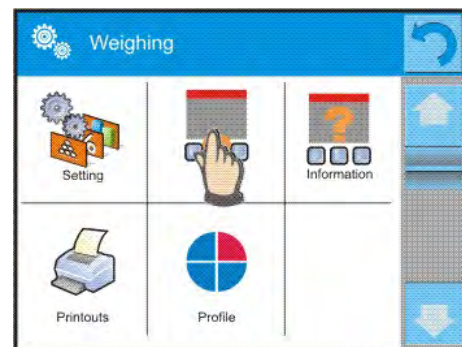 Weighing
Setting
Information
Printouts
Profile